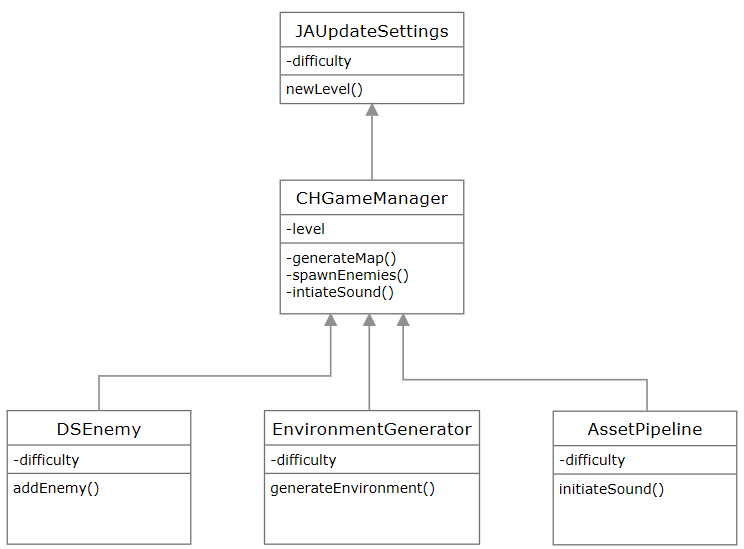 JAUpdateSettings
-difficulty
newLevel()
CHGameManager
-level
-generateMap()
-spawnEnemies()
-intiateSound()
DSEnemy
-difficulty
addEnemy()
EnvironmentGenerator
-difficulty
generateEnvironment()
AssetPipeline
-difficulty
initiateSound()